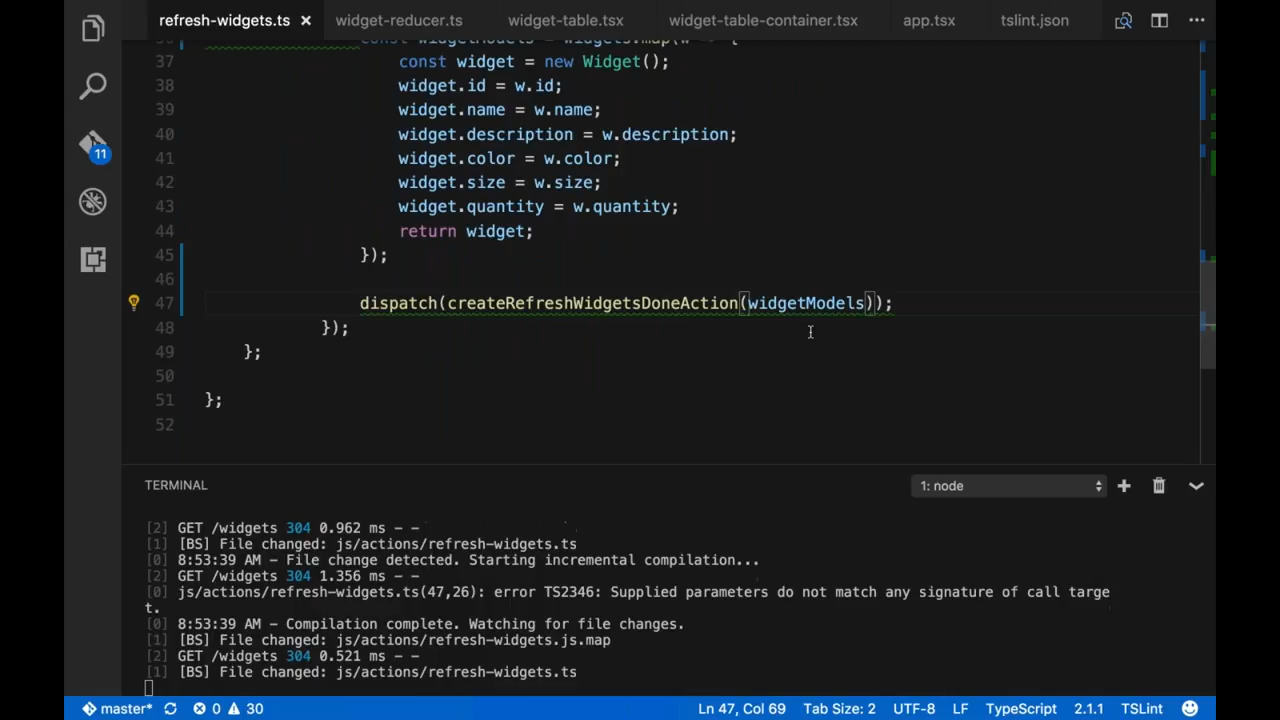 refresh-widgets.ts × widget-reducer.ts widget-table.tsx widget-table-container.tsx app.tsx tslint.json
37 const widget = new Widget();
38 widget.id = w.id;
39 widget.name = w.name;
40 widget.description = w.description;
41 widget.color = w.color;
42 widget.size = w.size;
43 widget.quantity = w.quantity;
44 return widget;
45 });
46
47 dispatch(createRefreshWidgetsDoneAction(widgetModels));
48 });
49 };
50
51 };
52
11
TERMINAL 1: node
[2] GET /widgets 304 0.962 ms - -
[1] [BS] File changed: js/actions/refresh-widgets.ts
[0] 8:53:39 AM - File change detected. Starting incremental compilation...
[2] GET /widgets 304 1.356 ms - -
[0] js/actions/refresh-widgets.ts(47,26): error TS2346: Supplied parameters do not match any signature of call targe
t.
[0] 8:53:39 AM - Compilation complete. Watching for file changes.
[1] [BS] File changed: js/actions/refresh-widgets.js.map
[2] GET /widgets 304 0.521 ms - -
[1] [BS] File changed: js/actions/refresh-widgets.ts
master* 0 30 Ln 47, Col 69 Tab Size: 2 UTF-8 LF TypeScript 2.1.1 TSLint